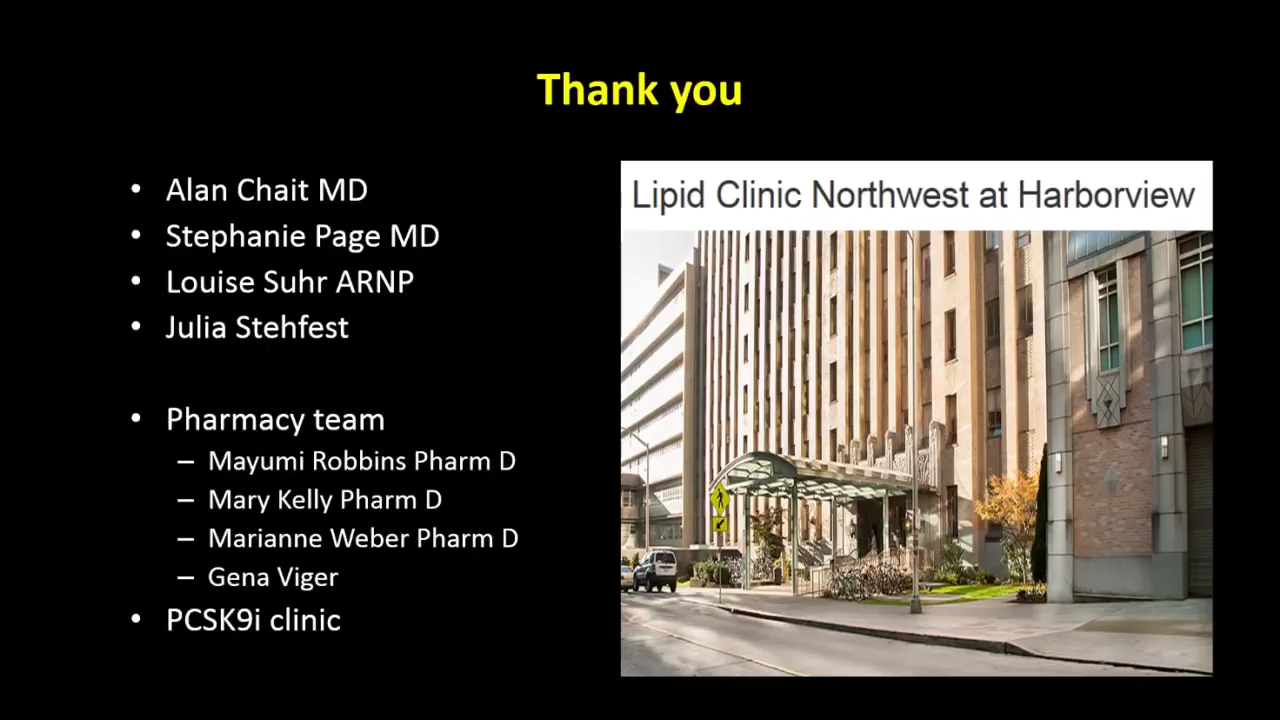 Thank you
• Alan Chait MD
• Stephanie Page MD
• Louise Suhr ARNP
• Julia Stehfest
• Pharmacy team
– Mayumi Robbins Pharm D
– Mary Kelly Pharm D
– Marianne Weber Pharm D
– Gena Viger
• PCSK9i clinic
Lipid Clinic Northwest at Harborview